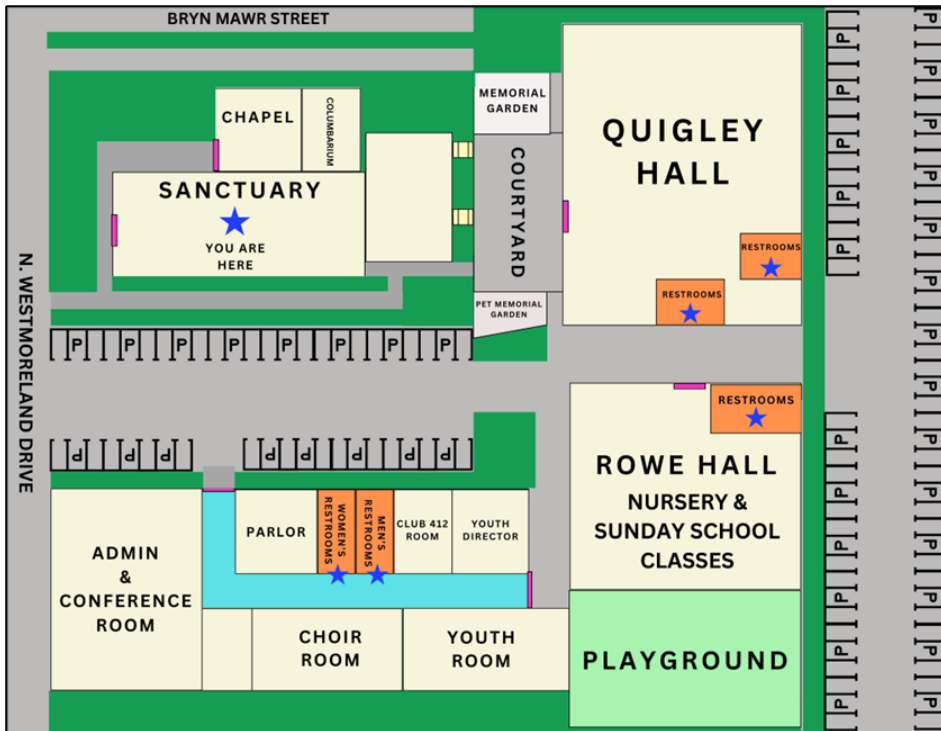 BRYN MAWR STREET
N. WESTMORELAND DRIVE
CHAPEL
COLUMBARIUM
SANCTUARY
YOU ARE
HERE
MEMORIAL
GARDEN
COURTYARD
PET MEMORIAL
GARDEN
QUIGLEY
HALL
RESTROOMS
RESTROOMS
P P P P P P P P
P P P
P P P P P
ADMIN
&
CONFERENCE
ROOM
PARLOR
WOMEN'S
RESTROOMS
MEN'S
RESTROOMS
CLUB 412
ROOM
YOUTH
DIRECTOR
CHOIR
ROOM
YOUTH
ROOM
RESTROOMS
ROWE HALL
NURSERY &
SUNDAY SCHOOL
CLASSES
PLAYGROUND
P P P P P
P P P P P P
P P P P P P P P P P P P P P